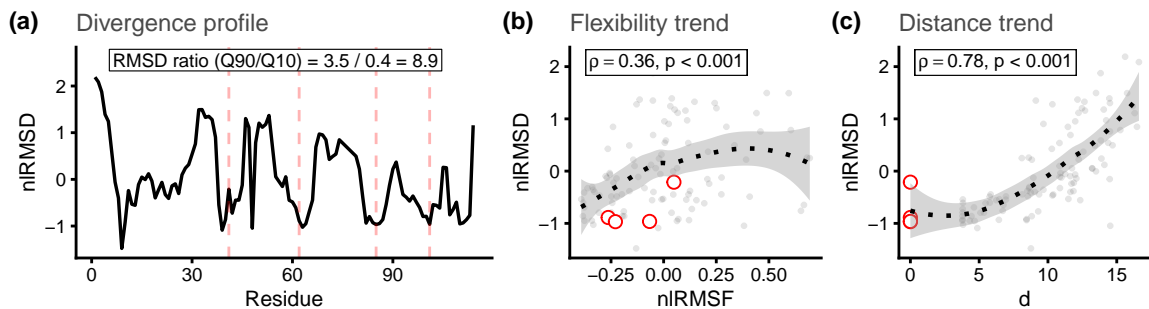 (a) Divergence profile
RMSD ratio (Q90/Q10) = 3.5 / 0.4 = 8.9
nlRMSD
2
1
0
−1
0 30 60 90
Residue
(b) Flexibility trend
ρ = 0.36, p < 0.001
nlRMSD
2
1
0
−1
−0.25 0.00 0.25 0.50
nlRMSF
(c) Distance trend
ρ = 0.78, p < 0.001
nlRMSD
2
1
0
−1
0 5 10 15
d